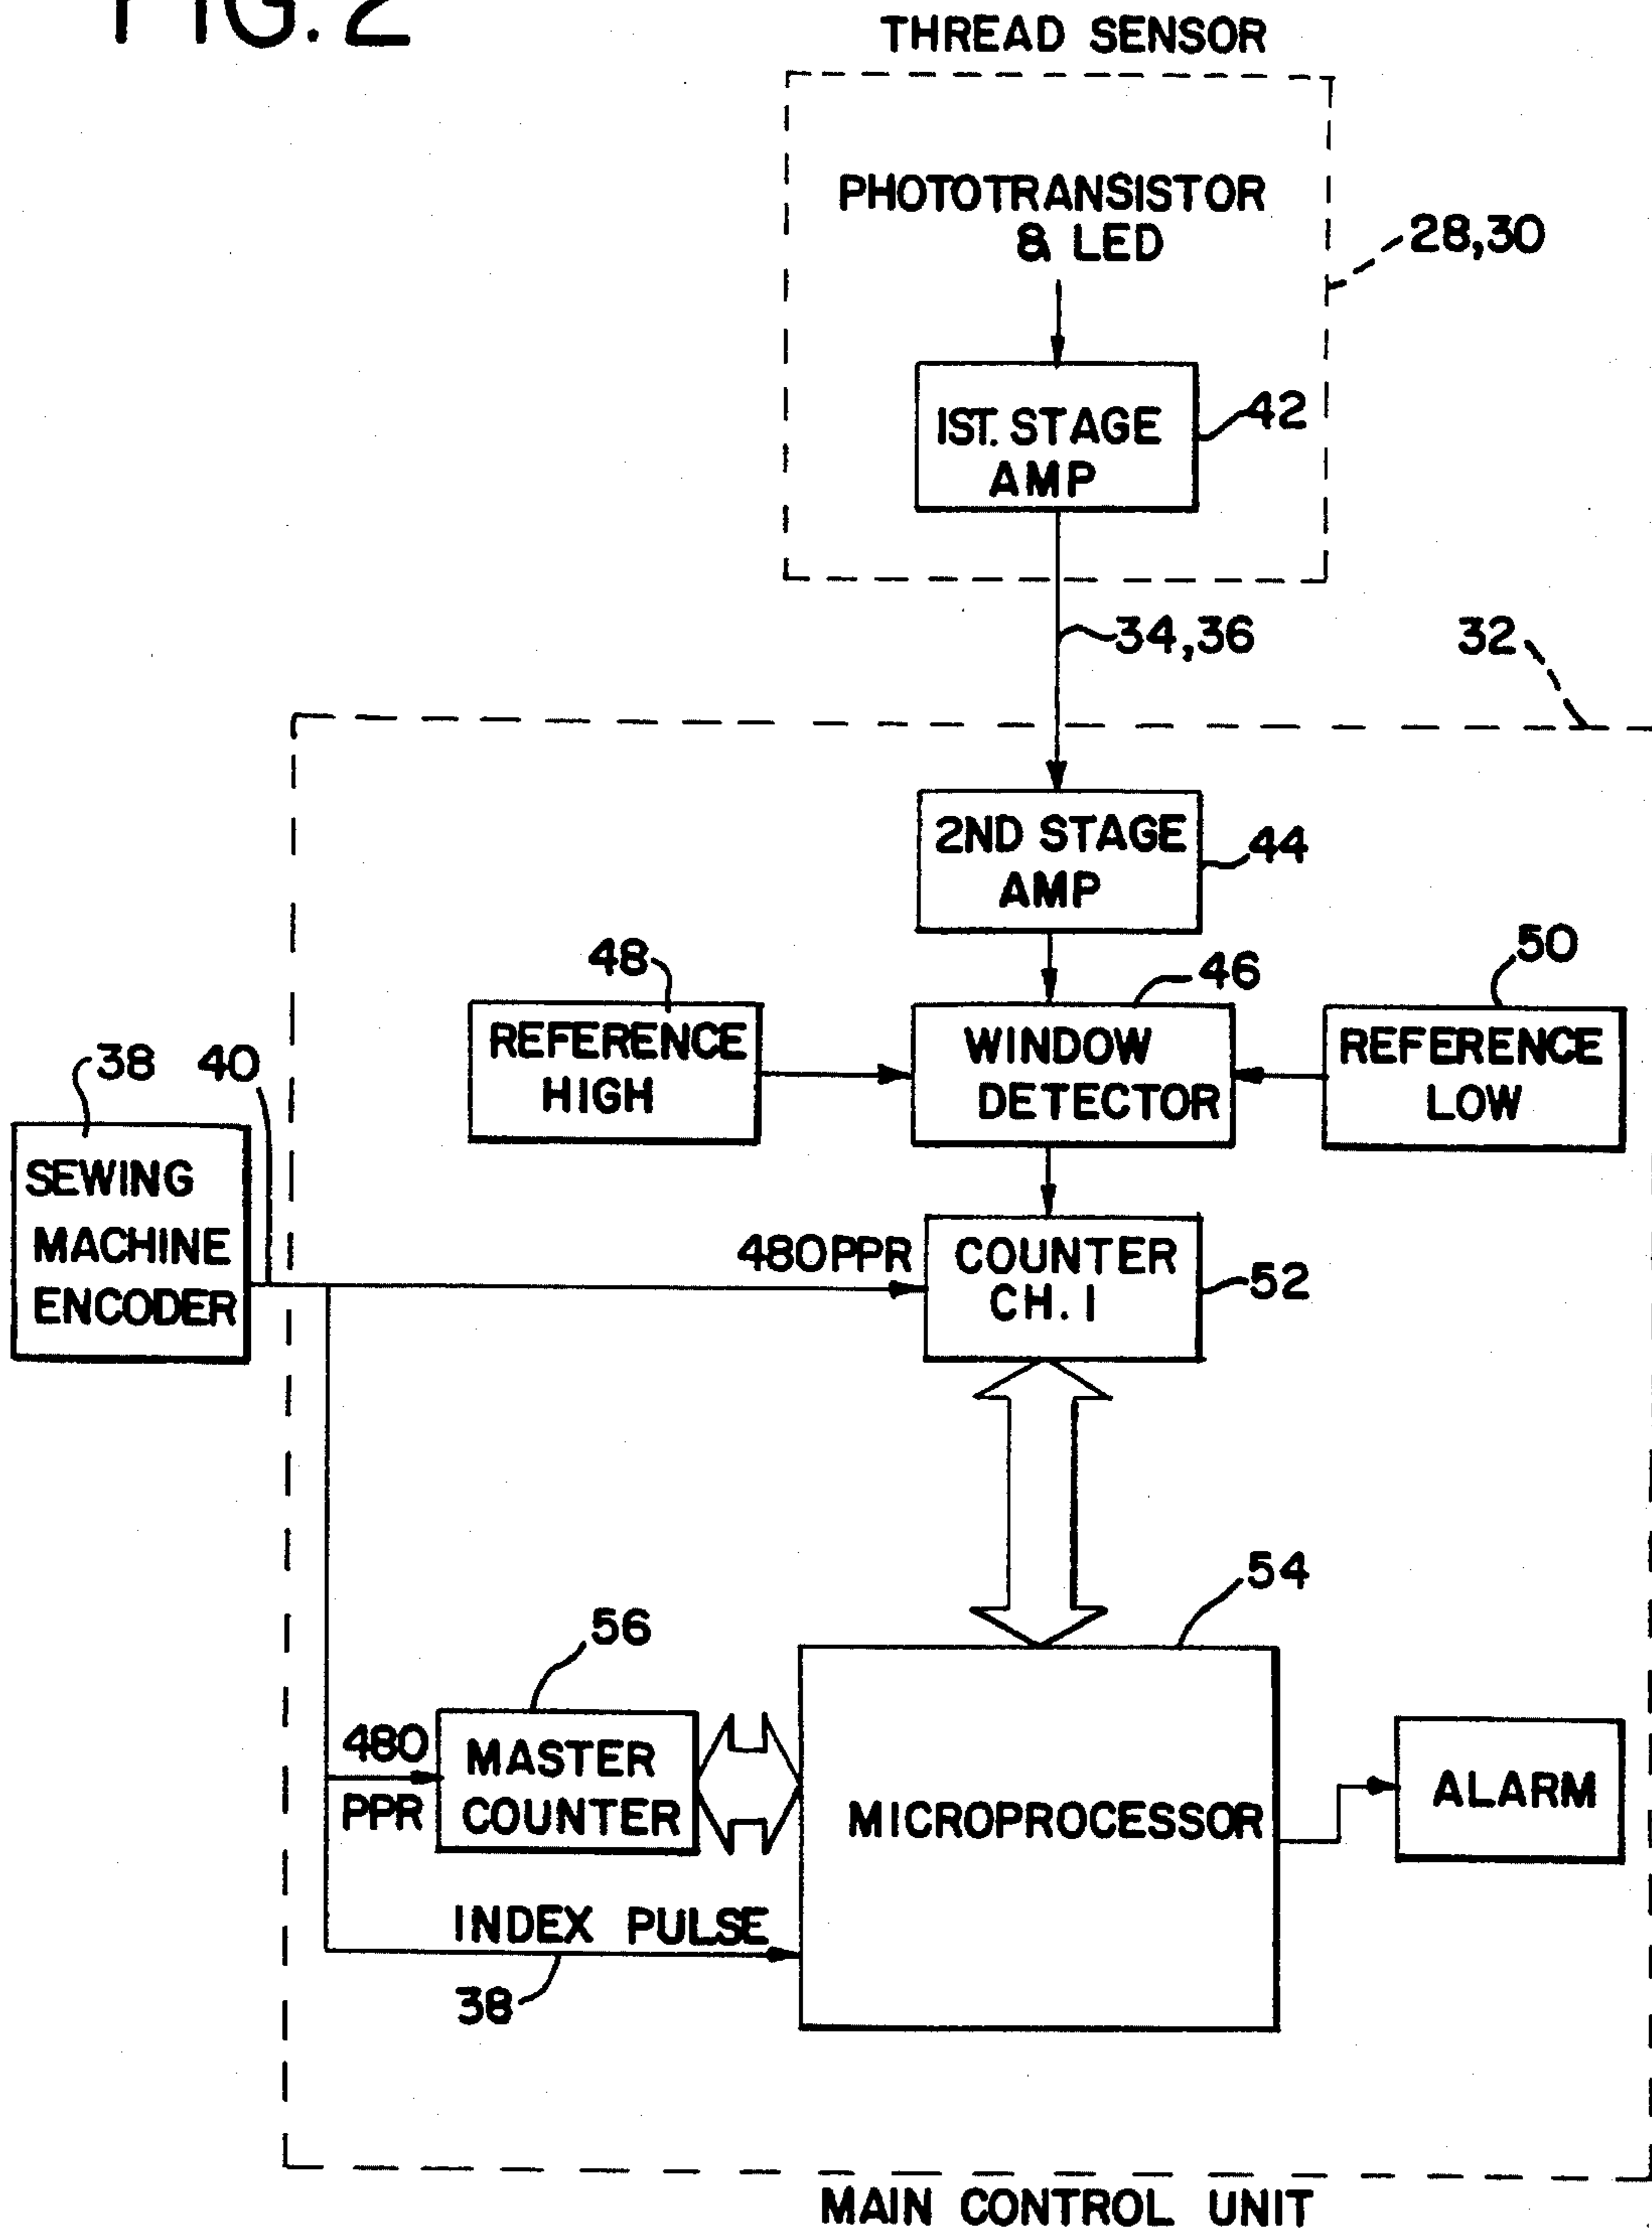 FIG. 2
THREAD SENSOR
PHOTOTRANSISTOR
& LED
28,30
1ST. STAGE
AMP
42
34,36
32
2ND STAGE
AMP
44
48
46
50
REFERENCE
HIGH
WINDOW
DETECTOR
REFERENCE
LOW
38
40
SEWING
MACHINE
ENCODER
480PPR
COUNTER
CH. 1
52
54
56
480
PPR
MASTER
COUNTER
MICROPROCESSOR
ALARM
INDEX PULSE
38
MAIN CONTROL UNIT